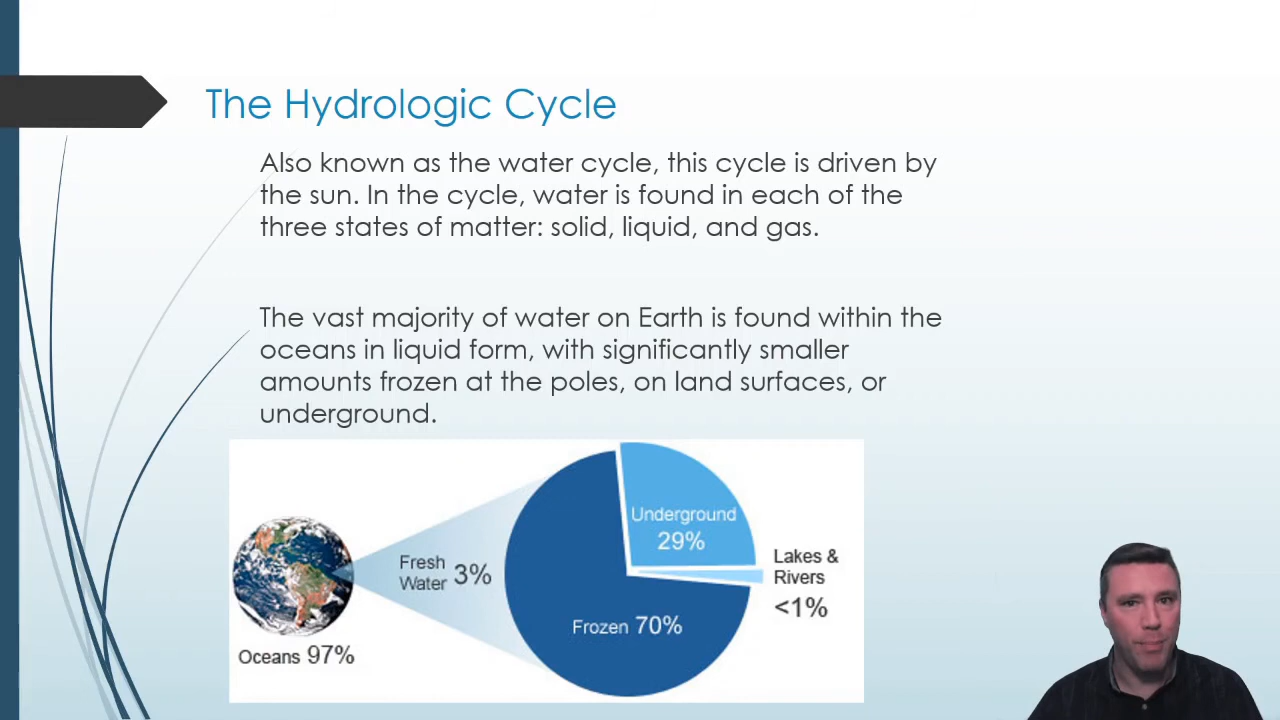 The Hydrologic Cycle
Also known as the water cycle, this cycle is driven by
the sun. In the cycle, water is found in each of the
three states of matter: solid, liquid, and gas.
The vast majority of water on Earth is found within the
oceans in liquid form, with significantly smaller
amounts frozen at the poles, on land surfaces, or
underground.
Underground
29%
Fresh
Water 3%
Lakes &
Rivers
<1%
Frozen 70%
Oceans 97%